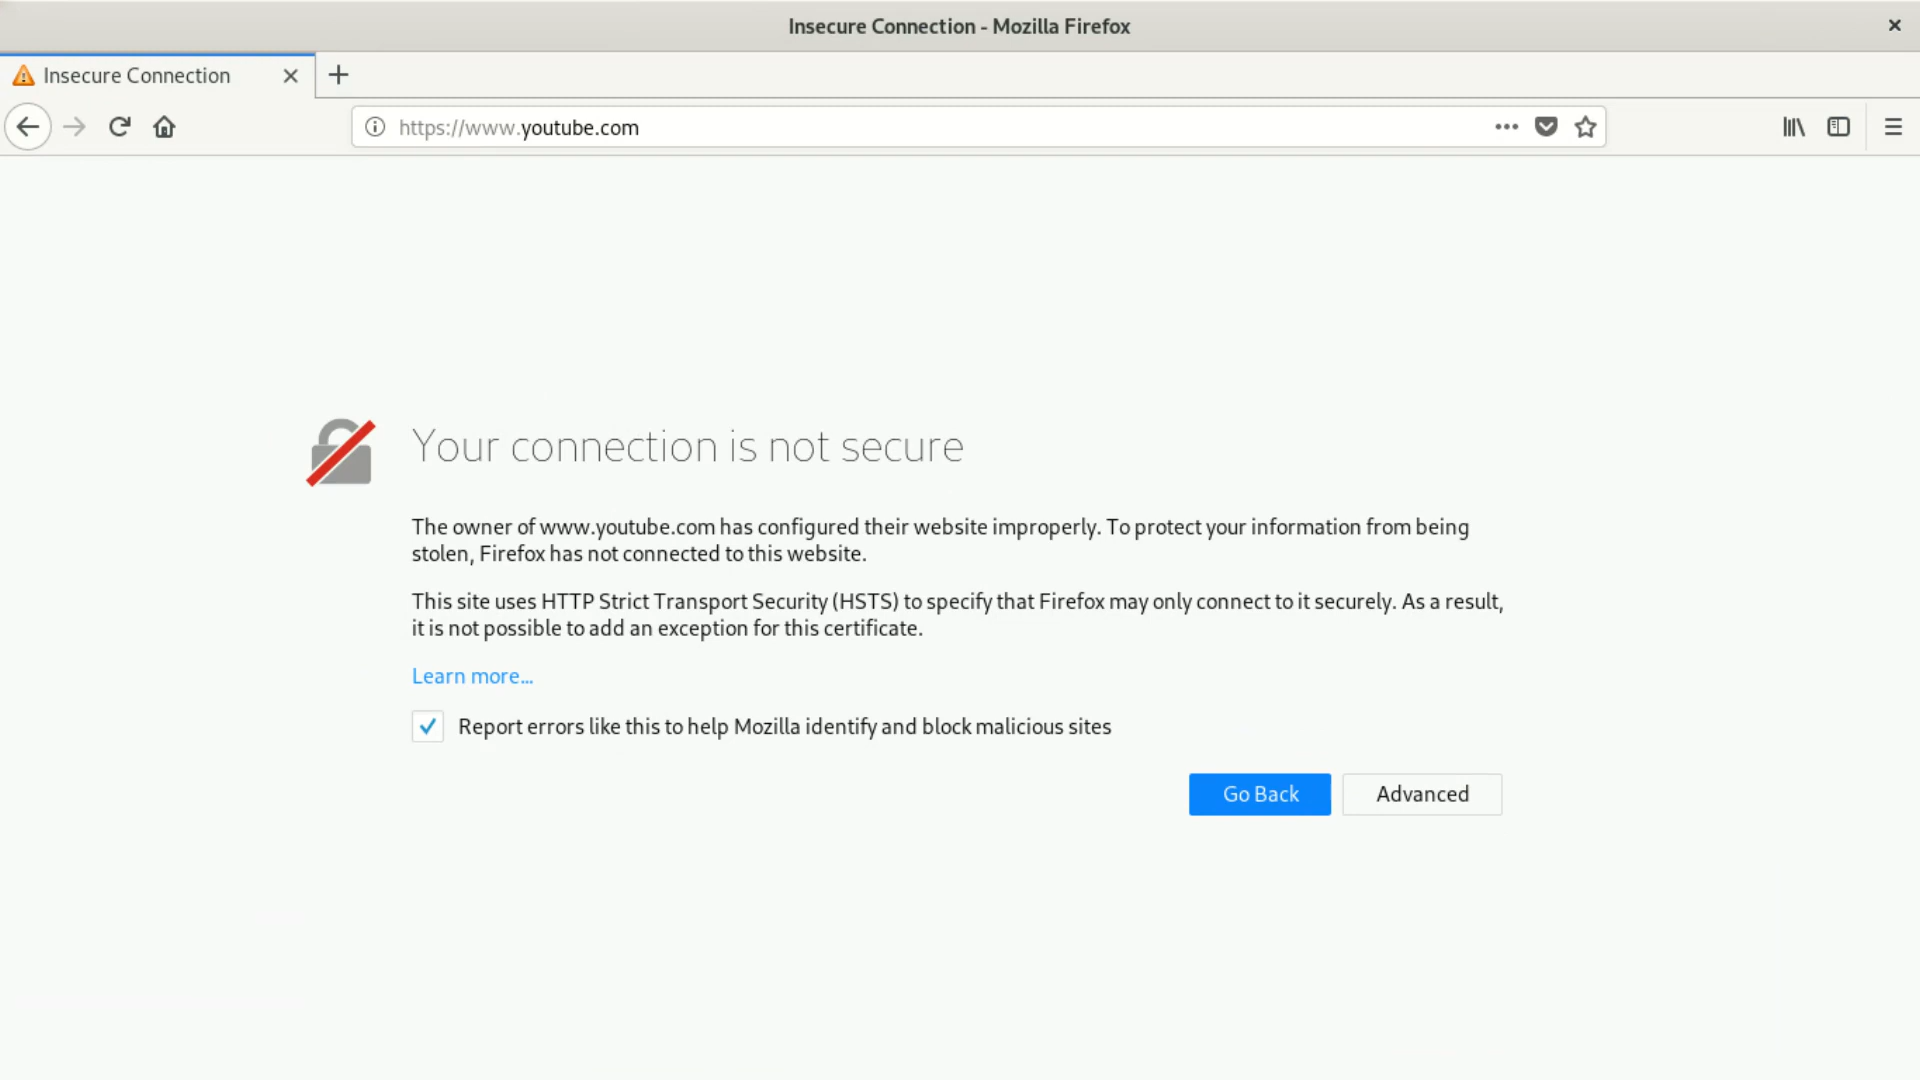 Insecure Connection - Mozilla Firefox
Insecure Connection
https://www.youtube.com
Your connection is not secure
The owner of www.youtube.com has configured their website improperly. To protect your information from being
stolen, Firefox has not connected to this website.
This site uses HTTP Strict Transport Security (HSTS) to specify that Firefox may only connect to it securely. As a result,
it is not possible to add an exception for this certificate.
Learn more...
Report errors like this to help Mozilla identify and block malicious sites
Go Back
Advanced